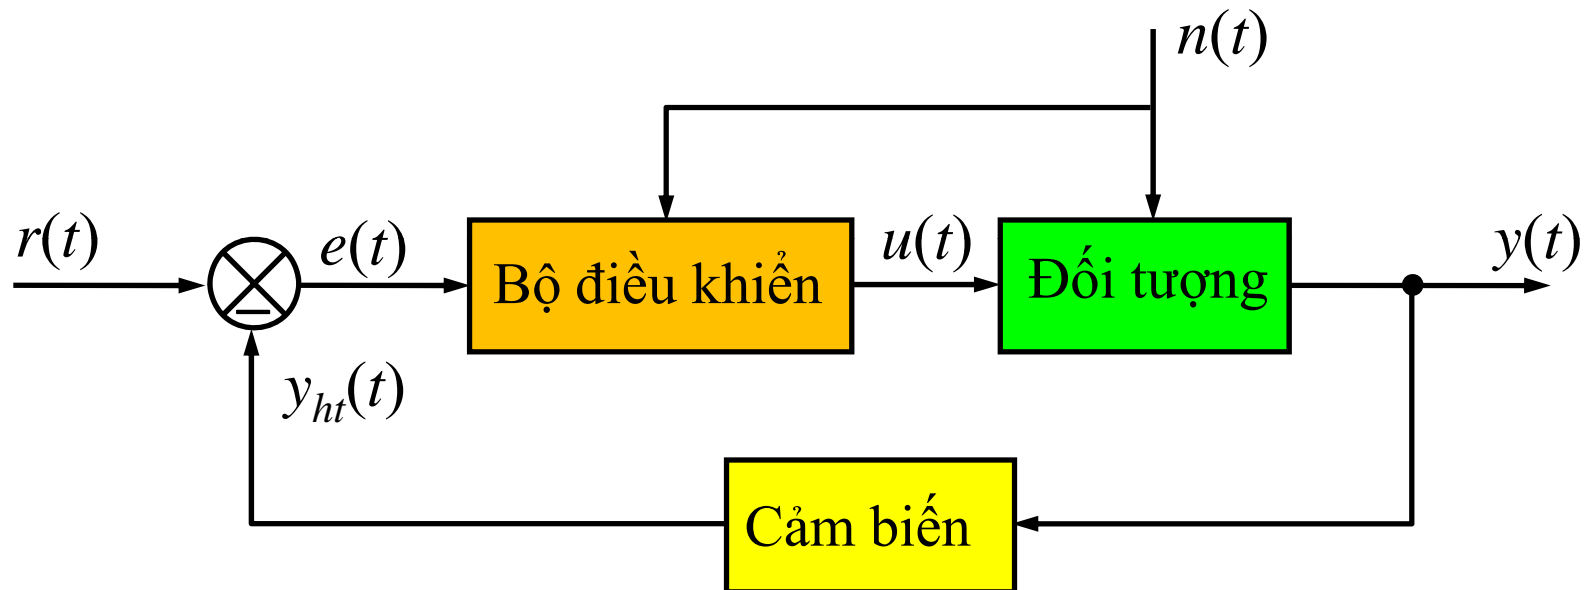 n(t)
r(t)
e(t)
Bộ điều khiển
u(t)
Đối tượng
y(t)
yht(t)
Cảm biến